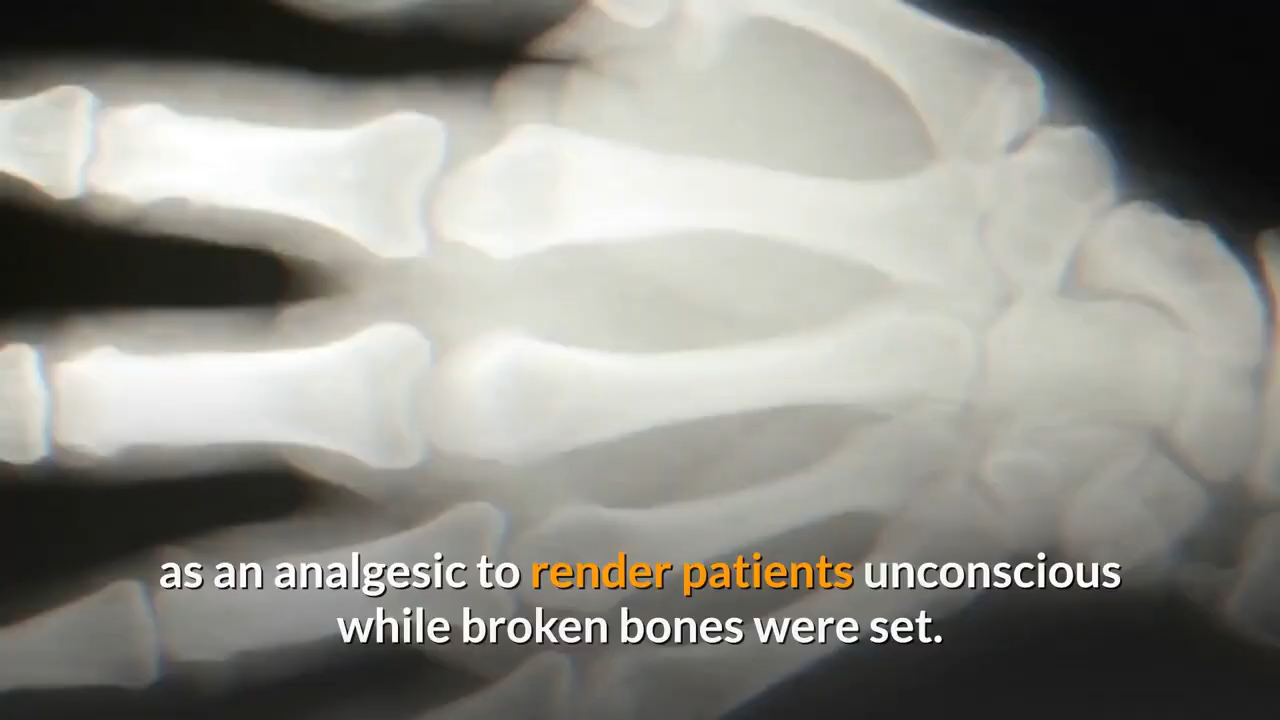 as an analgesic to render patients unconscious
while broken bones were set.